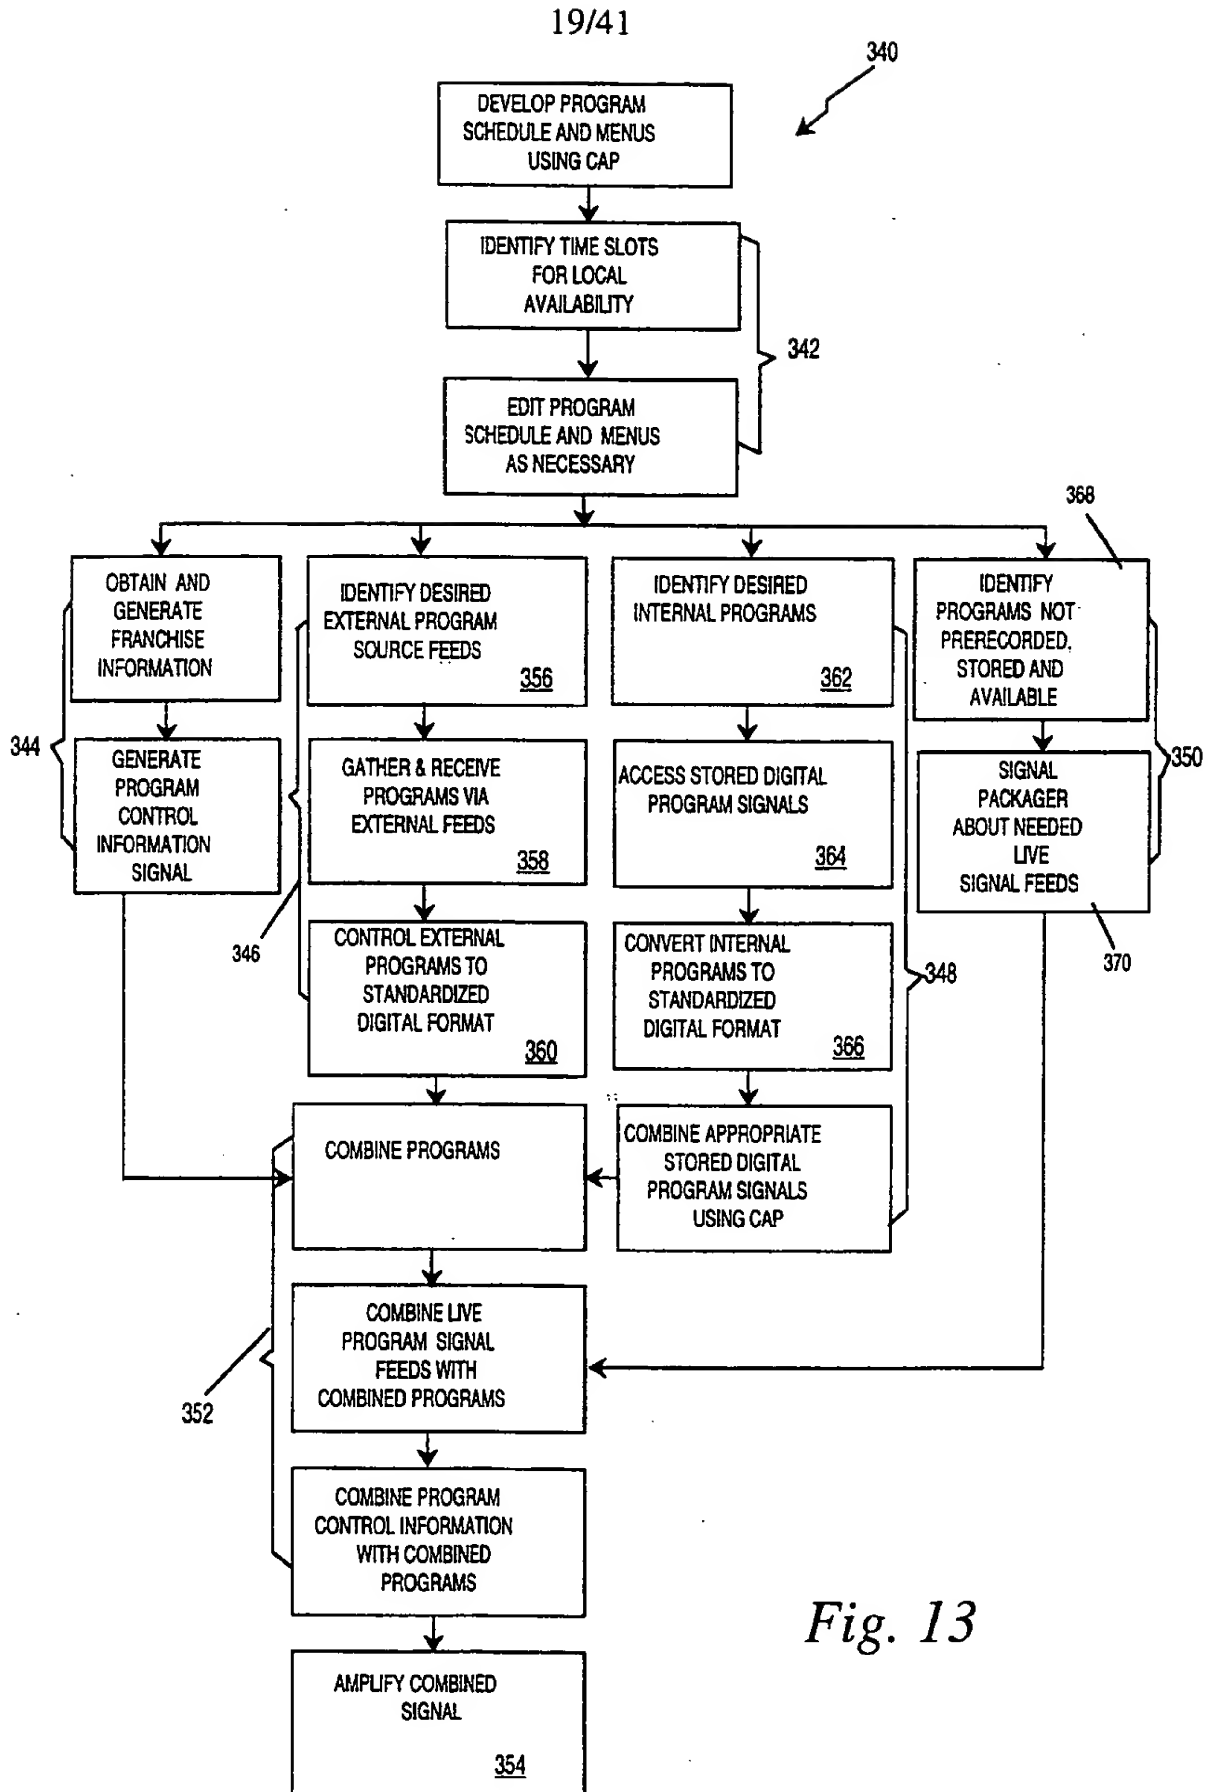 19/41
340
DEVELOP PROGRAM
SCHEDULE AND MENUS
USING CAP
IDENTIFY TIME SLOTS
FOR LOCAL
AVAILABILITY
342
EDIT PROGRAM
SCHEDULE AND MENUS
AS NECESSARY
368
OBTAIN AND
GENERATE
FRANCHISE
INFORMATION
IDENTIFY DESIRED
EXTERNAL PROGRAM
SOURCE FEEDS
356
IDENTIFY DESIRED
INTERNAL PROGRAMS
362
IDENTIFY
PROGRAMS NOT
PRERECORDED,
STORED AND
AVAILABLE
344
GENERATE
PROGRAM
CONTROL
INFORMATION
SIGNAL
GATHER & RECEIVE
PROGRAMS VIA
EXTERNAL FEEDS
358
ACCESS STORED DIGITAL
PROGRAM SIGNALS
364
SIGNAL
PACKAGER
ABOUT NEEDED
LIVE
SIGNAL FEEDS
350
346
CONTROL EXTERNAL
PROGRAMS TO
STANDARDIZED
DIGITAL FORMAT
360
CONVERT INTERNAL
PROGRAMS TO
STANDARDIZED
DIGITAL FORMAT
366
348
370
COMBINE PROGRAMS
COMBINE APPROPRIATE
STORED DIGITAL
PROGRAM SIGNALS
USING CAP
COMBINE LIVE
PROGRAM SIGNAL
FEEDS WITH
COMBINED PROGRAMS
352
COMBINE PROGRAM
CONTROL INFORMATION
WITH COMBINED
PROGRAMS
AMPLIFY COMBINED
SIGNAL
354
Fig. 13